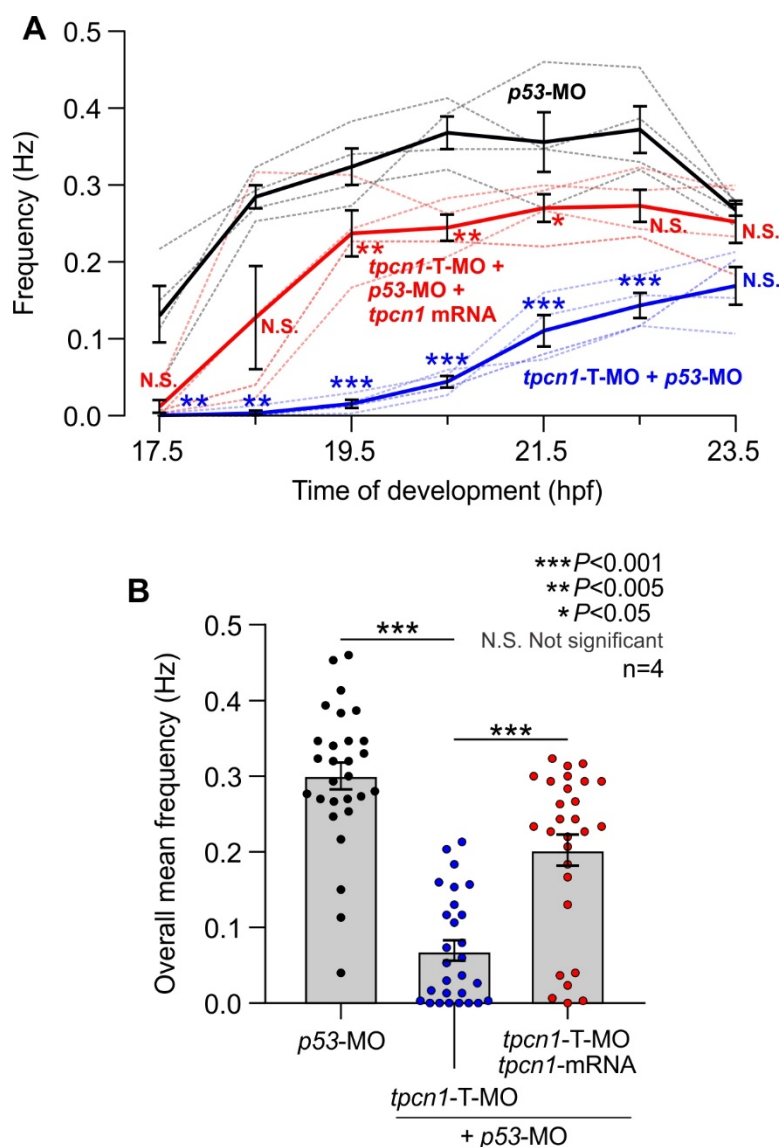 A
Frequency (Hz)
0.5
0.4
0.3
0.2
0.1
0.0
p53-MO
N.S.
N.S.
**
**
*
N.S.
N.S.
tpcn1-T-MO +
p53-MO +
tpcn1 mRNA
**
**
***
***
***
***
N.S.
tpcn1-T-MO + p53-MO
17.5
19.5
21.5
23.5
Time of development (hpf)
B
***P<0.001
**P<0.005
*P<0.05
N.S. Not significant
n=4
Overall mean frequency (Hz)
0.5
0.4
0.3
0.2
0.1
0.0
***
***
p53-MO
tpcn1-T-MO
tpcn1-T-MO
tpcn1-mRNA
+ p53-MO